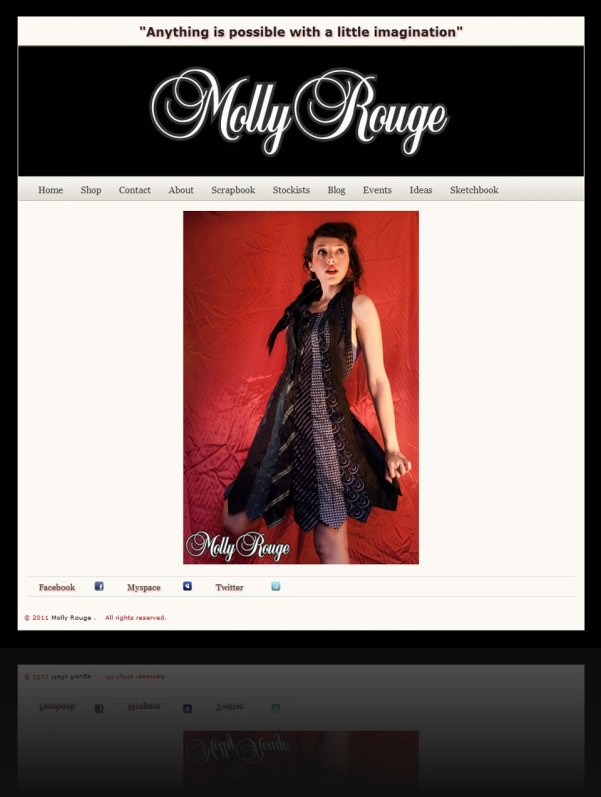 "Anything is possible with a little imagination"
Molly Rouge
Home Shop Contact About Scrapbook Stockists Blog Events Ideas Sketchbook
Molly Rouge
Facebook Myspace Twitter
© 2011 Molly Rouge . All rights reserved.